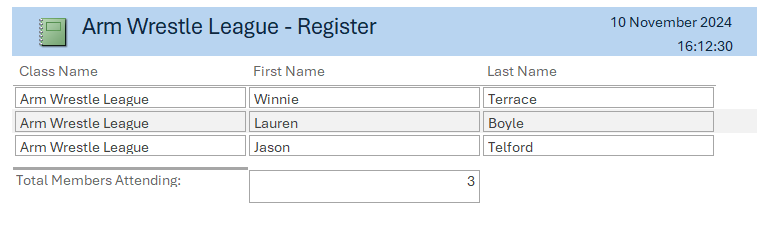 Arm Wrestle League - Register
10 November 2024
16:12:30
Class Name First Name Last Name
Arm Wrestle League Winnie Terrace
Arm Wrestle League Lauren Boyle
Arm Wrestle League Jason Telford
Total Members Attending: 3